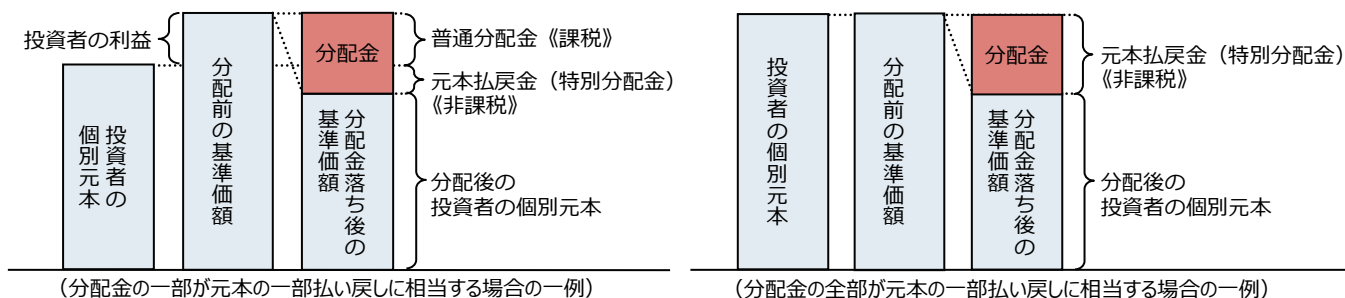 投資者の利益
投資者の
個別元本
分配前の基準価額
分配金
分配金落ち後の
基準価額
普通分配金《課税》
元本払戻金（特別分配金）
《非課税》
分配後の
投資者の個別元本
（分配金の一部が元本の一部払い戻しに相当する場合の一例）
投資者の個別元本
分配前の基準価額
分配金
分配金落ち後の
基準価額
元本払戻金（特別分配金）
《非課税》
分配後の
投資者の個別元本
（分配金の全部が元本の一部払い戻しに相当する場合の一例）